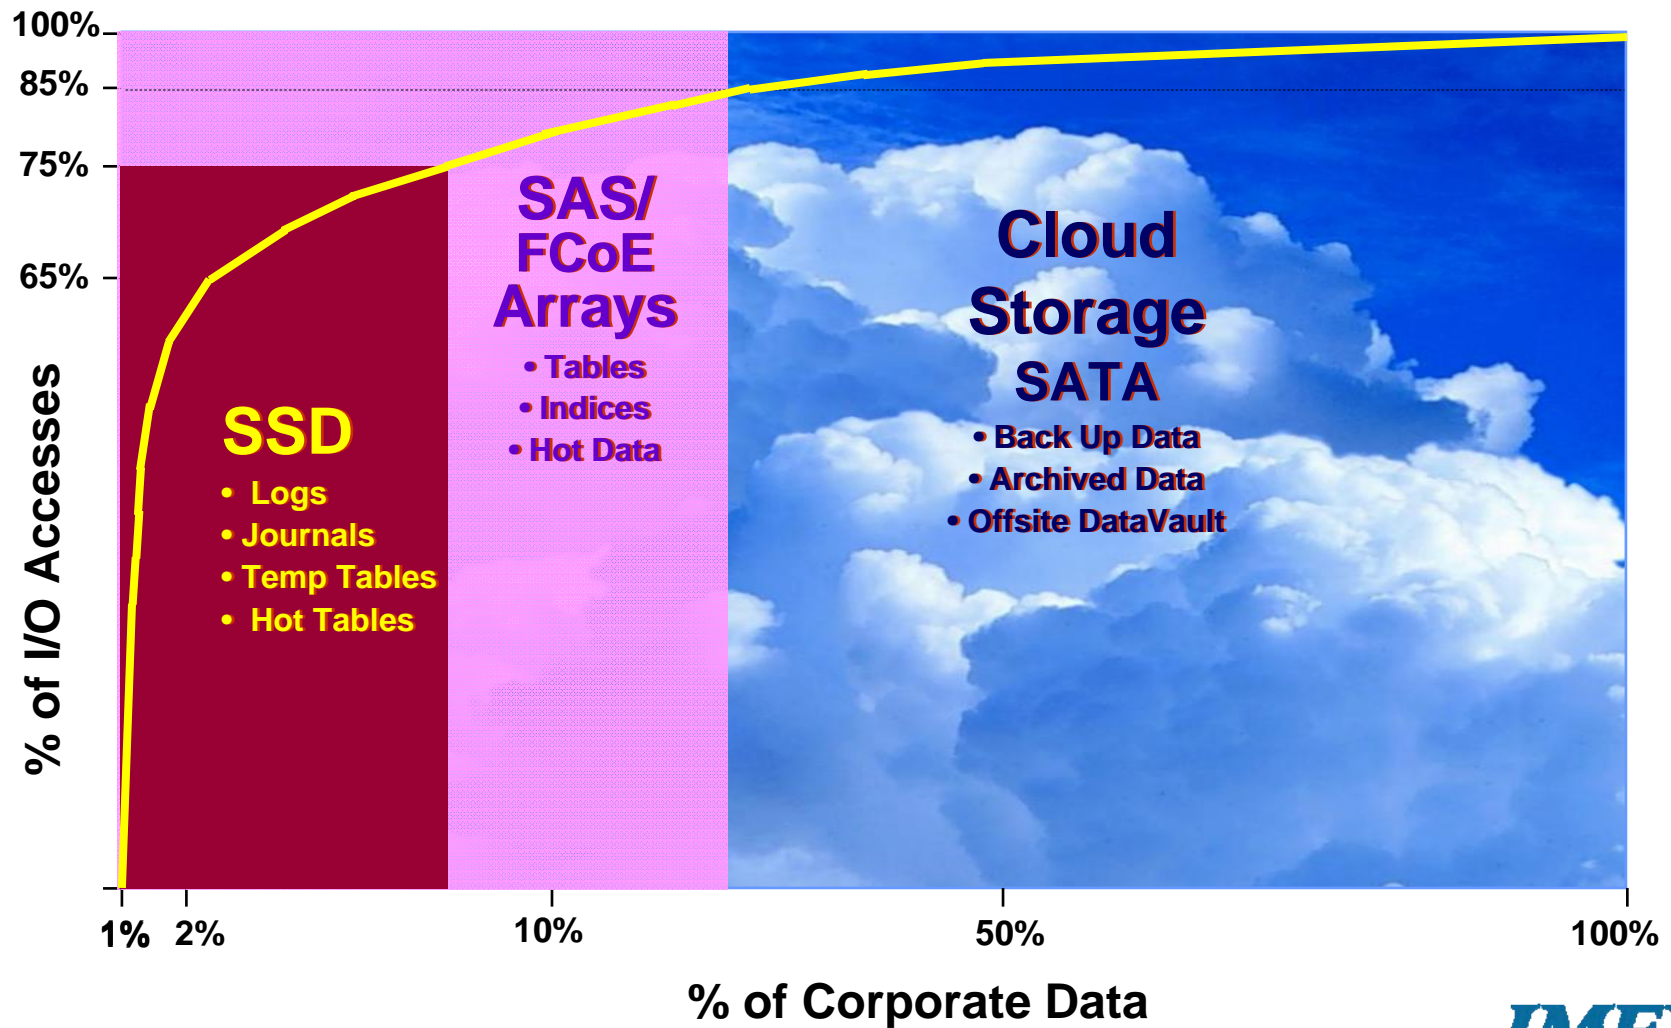 100%
85%
75%
65%
% of I/O Accesses
SSD
• Logs
• Journals
• Temp Tables
• Hot Tables
SAS/
FCoE
Arrays
• Tables
• Indices
• Hot Data
Cloud
Storage
SATA
• Back Up Data
• Archived Data
• Offsite DataVault
1% 2% 10% 50% 100%
% of Corporate Data